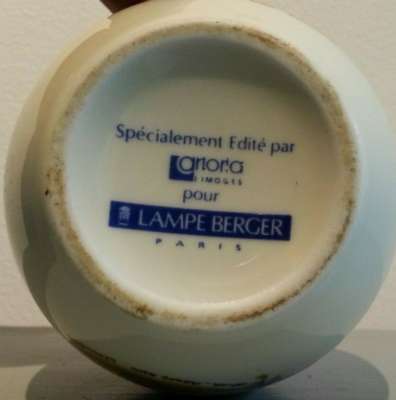 Spécialement Edité par
artoria
LIMOGES
pour
LAMPE BERGER
PARIS